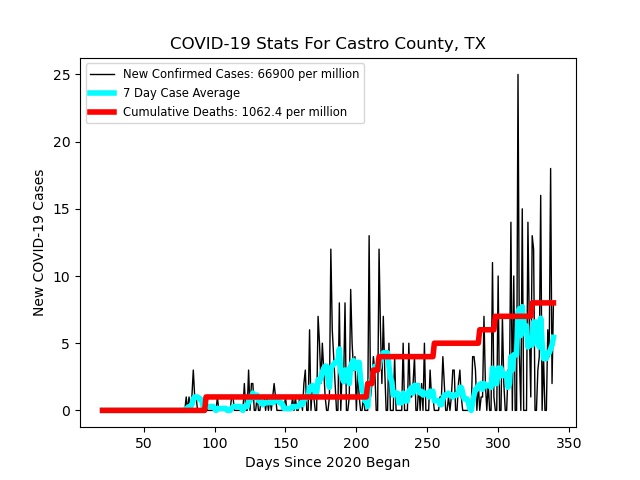 COVID-19 Stats For Castro County, TX
New Confirmed Cases: 66900 per million
7 Day Case Average
Cumulative Deaths: 1062.4 per million
New COVID-19 Cases
25
20
15
10
5
0
50
100
150
200
250
300
350
Days Since 2020 Began